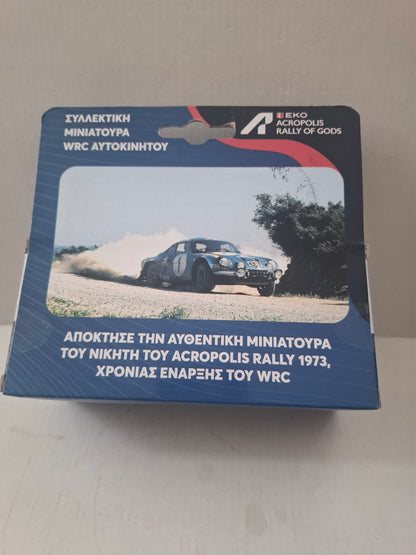 ΣΥΛΛΕΚΤΙΚΗ
ΜΙΝΙΑΤΟΥΡΑ
WRC ΑΥΤΟΚΙΝΗΤΟΥ
EKO
ACROPOLIS
RALLY OF GODS
1
ΑΠΟΚΤΗΣΕ ΤΗΝ ΑΥΘΕΝΤΙΚΗ ΜΙΝΙΑΤΟΥΡΑ
ΤΟΥ ΝΙΚΗΤΗ ΤΟΥ ACROPOLIS RALLY 1973,
ΧΡΟΝΙΑΣ ΕΝΑΡΞΗΣ ΤΟΥ WRC